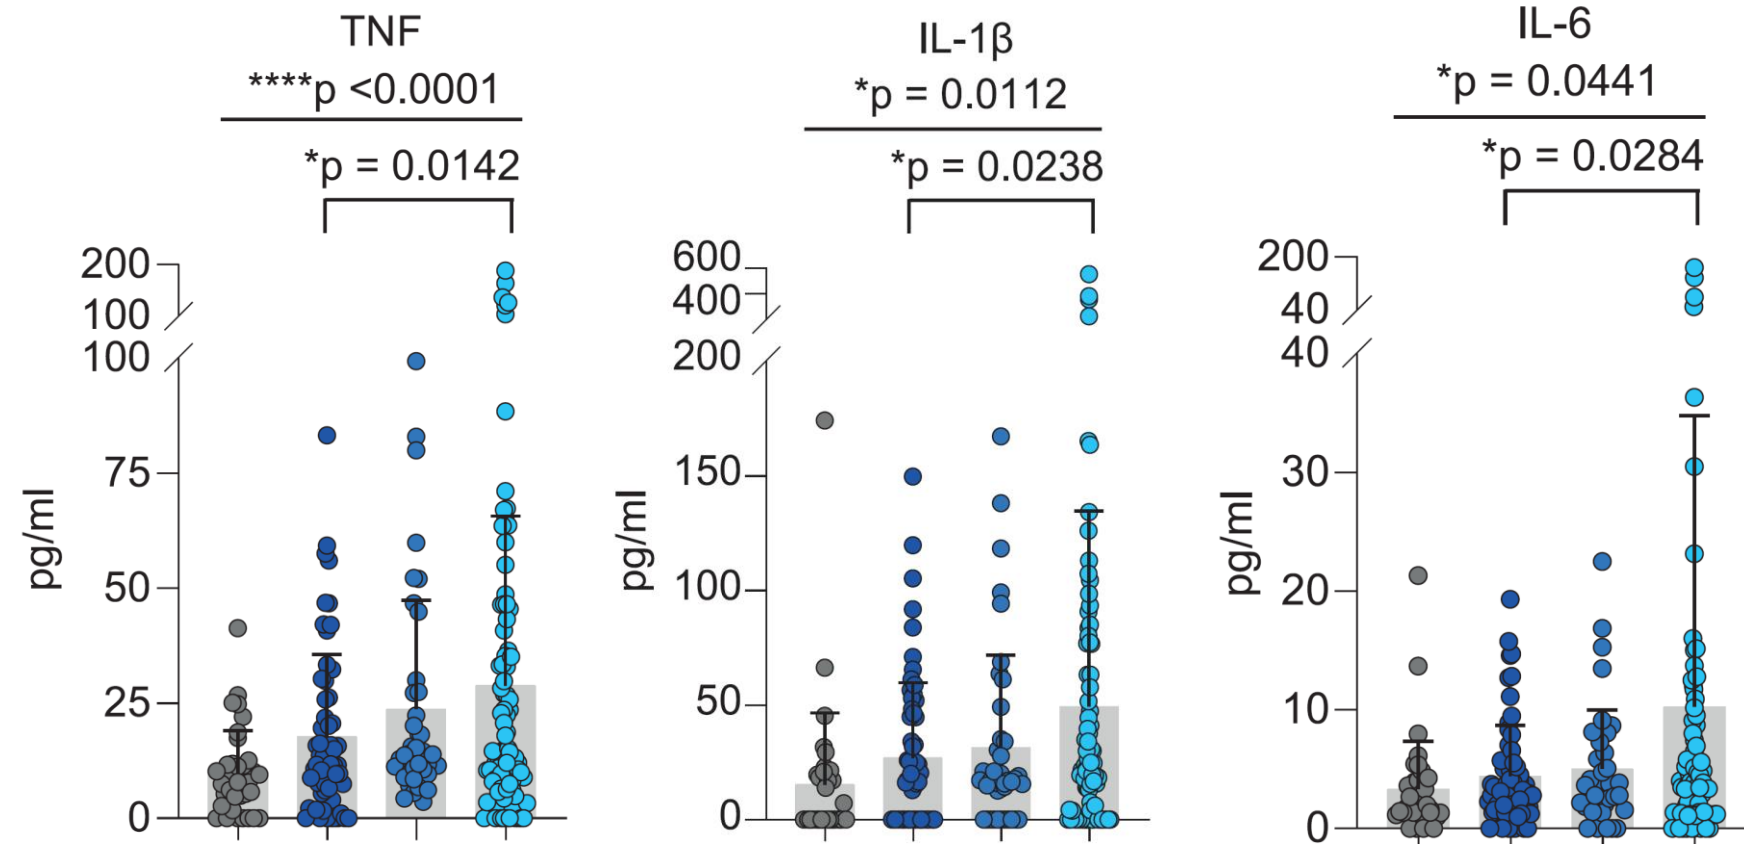 TNF
****p <0.0001
*p = 0.0142
200
100
100
75
50
25
0
pg/ml
IL-1β
*p = 0.0112
*p = 0.0238
600
400
200
150
100
50
0
pg/ml
IL-6
*p = 0.0441
*p = 0.0284
200
40
40
30
20
10
0
pg/ml